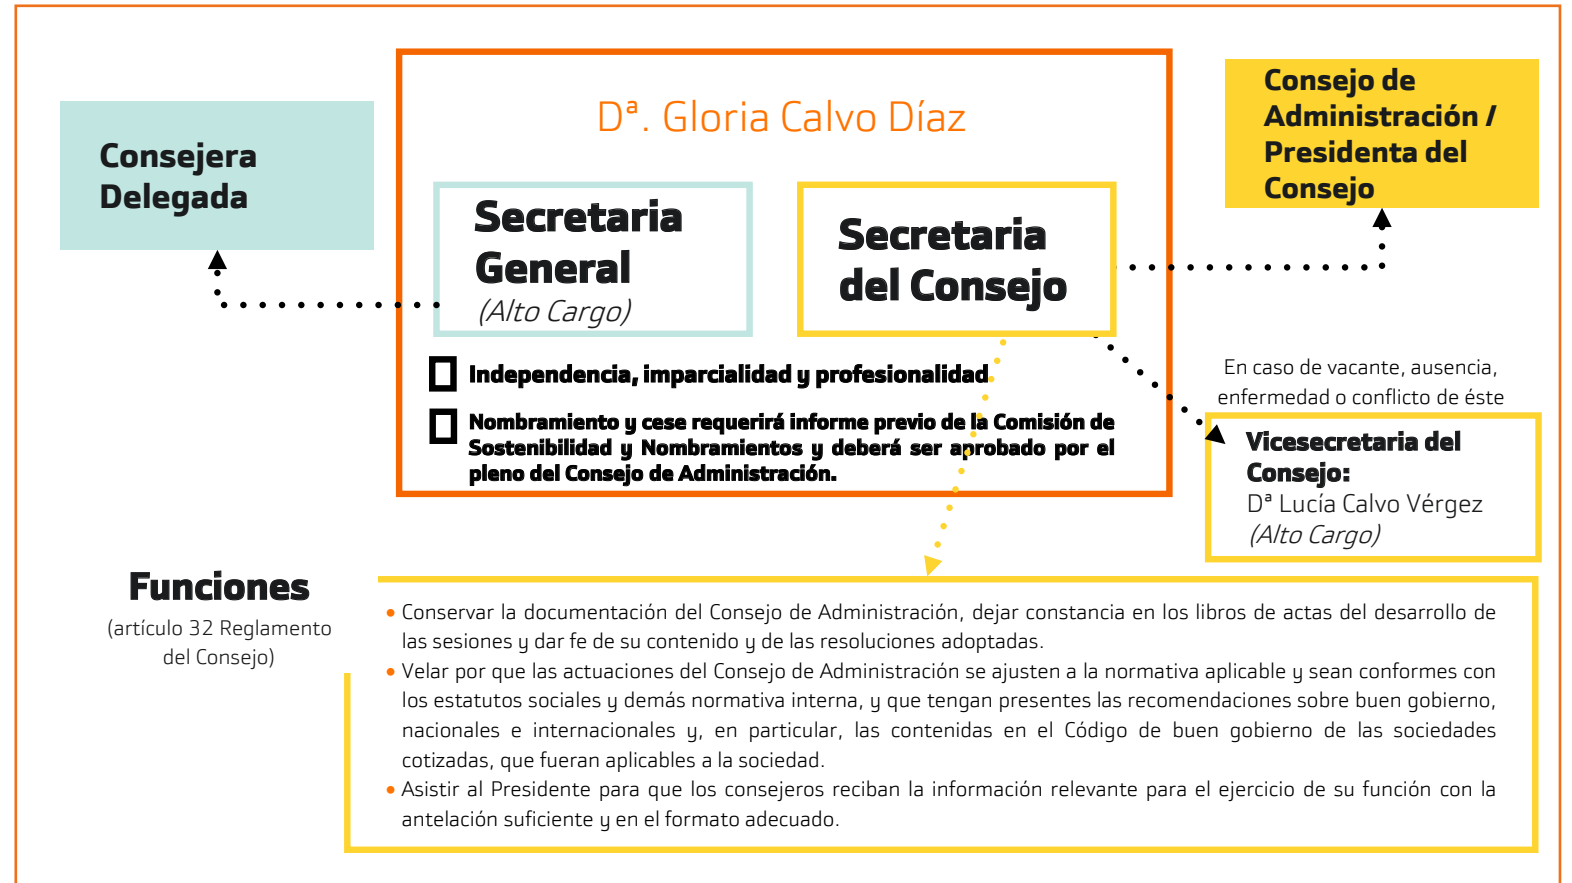 Consejera
Delegada
Dª. Gloria Calvo Díaz
Secretaria
General
(Alto Cargo)
Secretaria
del Consejo
Consejo de
Administración /
Presidenta del
Consejo
Independencia, imparcialidad y profesionalidad
Nombramiento y cese requerirá informe previo de la Comisión de
Sostenibilidad y Nombramientos y deberá ser aprobado por el
pleno del Consejo de Administración.
En caso de vacante, ausencia,
enfermedad o conflicto de éste
Vicesecretaria del
Consejo:
Dª Lucía Calvo Vérgez
(Alto Cargo)
Funciones
(artículo 32 Reglamento
del Consejo)
• Conservar la documentación del Consejo de Administración, dejar constancia en los libros de actas del desarrollo de
las sesiones y dar fe de su contenido y de las resoluciones adoptadas.
• Velar por que las actuaciones del Consejo de Administración se ajusten a la normativa aplicable y sean conformes con
los estatutos sociales y demás normativa interna, y que tengan presentes las recomendaciones sobre buen gobierno,
nacionales e internacionales y, en particular, las contenidas en el Código de buen gobierno de las sociedades
cotizadas, que fueran aplicables a la sociedad.
• Asistir al Presidente para que los consejeros reciban la información relevante para el ejercicio de su función con la
antelación suficiente y en el formato adecuado.